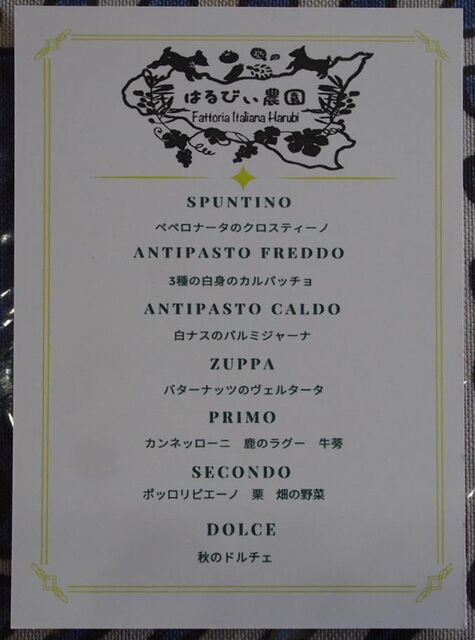 はるびぃ農園
Fattoria Italiana Harubi
SPUNTINO
ペペロナータのクロスティーノ
ANTIPASTO FREDDO
3種の白身のカルパッチョ
ANTIPASTO CALDO
白ナスのパルミジャーナ
ZUPPA
バターナッツのヴェルタータ
PRIMO
カンネッローニ 鹿のラグー 牛蒡
SECONDO
ポッロリピエーノ 栗 畑の野菜
DOLCE
秋のドルチェ